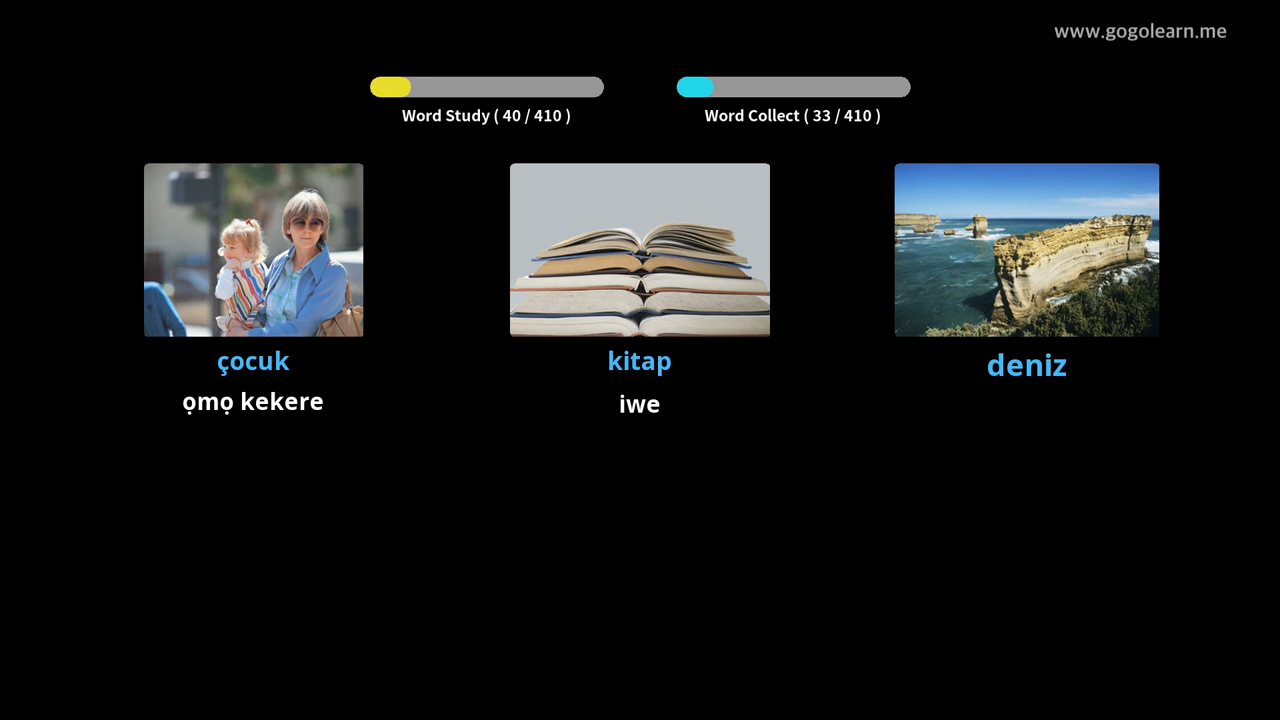 www.gogolearn.me
Word Study ( 40 / 410 )
Word Collect ( 33 / 410 )
çocuk
kitap
deniz
ọmọ kekere
iwe